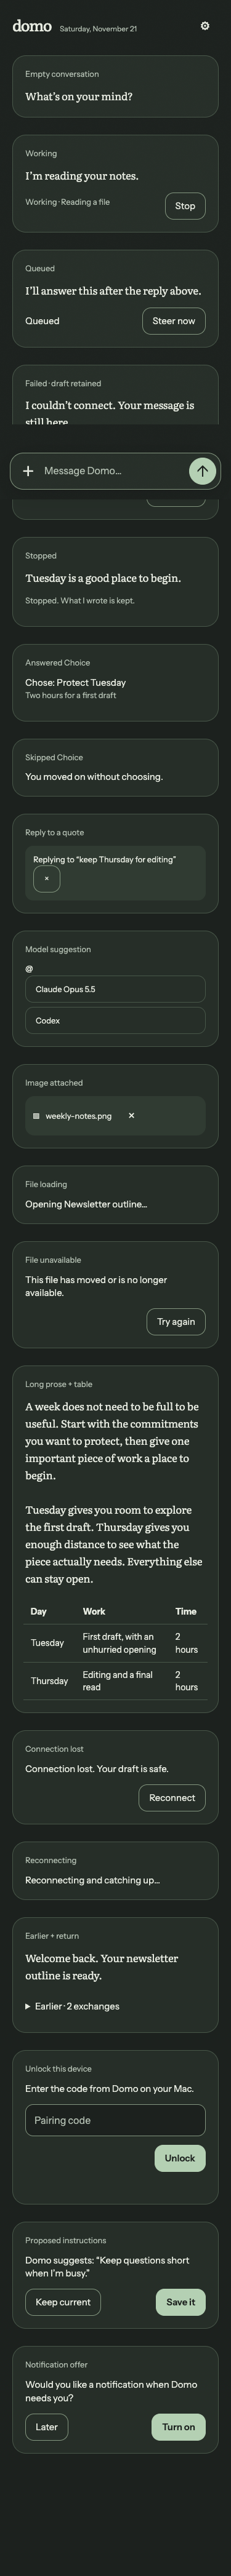 domo Saturday, November 21
Empty conversation
What's on your mind?
Working
I'm reading your notes.
Working · Reading a file
Stop
Queued
I'll answer this after the reply above.
Queued
Steer now
Failed · draft retained
I couldn't connect. Your message is
still here
Message Domo...
Stopped
Tuesday is a good place to begin.
Stopped. What I wrote is kept.
Answered Choice
Chose: Protect Tuesday
Two hours for a first draft
Skipped Choice
You moved on without choosing.
Reply to a quote
Replying to “keep Thursday for editing”
×
Model suggestion
@
Claude Opus 5.5
Codex
Image attached
weekly-notes.png ×
File loading
Opening Newsletter outline…
File unavailable
This file has moved or is no longer
available.
Try again
Long prose + table
A week does not need to be full to be
useful. Start with the commitments
you want to protect, then give one
important piece of work a place to
begin.
Tuesday gives you room to explore
the first draft. Thursday gives you
enough distance to see what the
piece actually needs. Everything else
can stay open.
Day Work Time
Tuesday First draft, with an unhurried opening 2 hours
Thursday Editing and a final read 2 hours
Connection lost
Connection lost. Your draft is safe.
Reconnect
Reconnecting
Reconnecting and catching up…
Earlier + return
Welcome back. Your newsletter
outline is ready.
Earlier · 2 exchanges
Unlock this device
Enter the code from Domo on your Mac.
Pairing code
Unlock
Proposed instructions
Domo suggests: “Keep questions short
when I'm busy.”
Keep current
Save it
Notification offer
Would you like a notification when Domo
needs you?
Later
Turn on